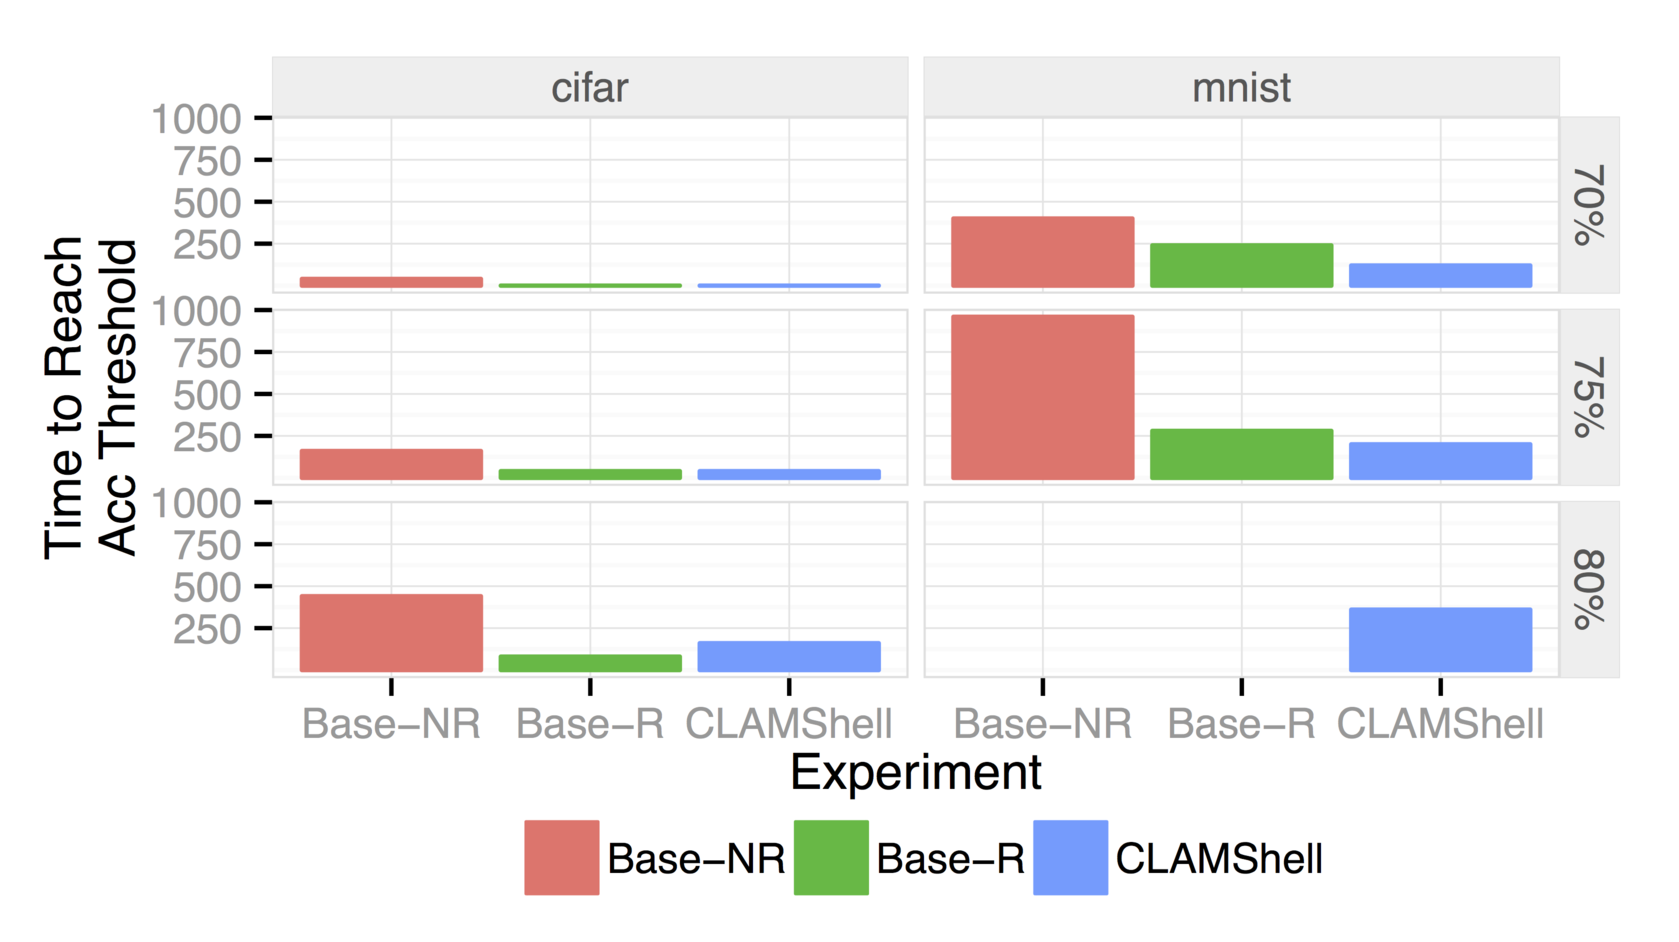 cifar mnist
1000
750
500
250
70%
1000
750
500
250
75%
1000
750
500
250
80%
Time to Reach
Acc Threshold
Base−NR Base−R CLAMShell Base−NR Base−R CLAMShell
Experiment
Base−NR Base−R CLAMShell